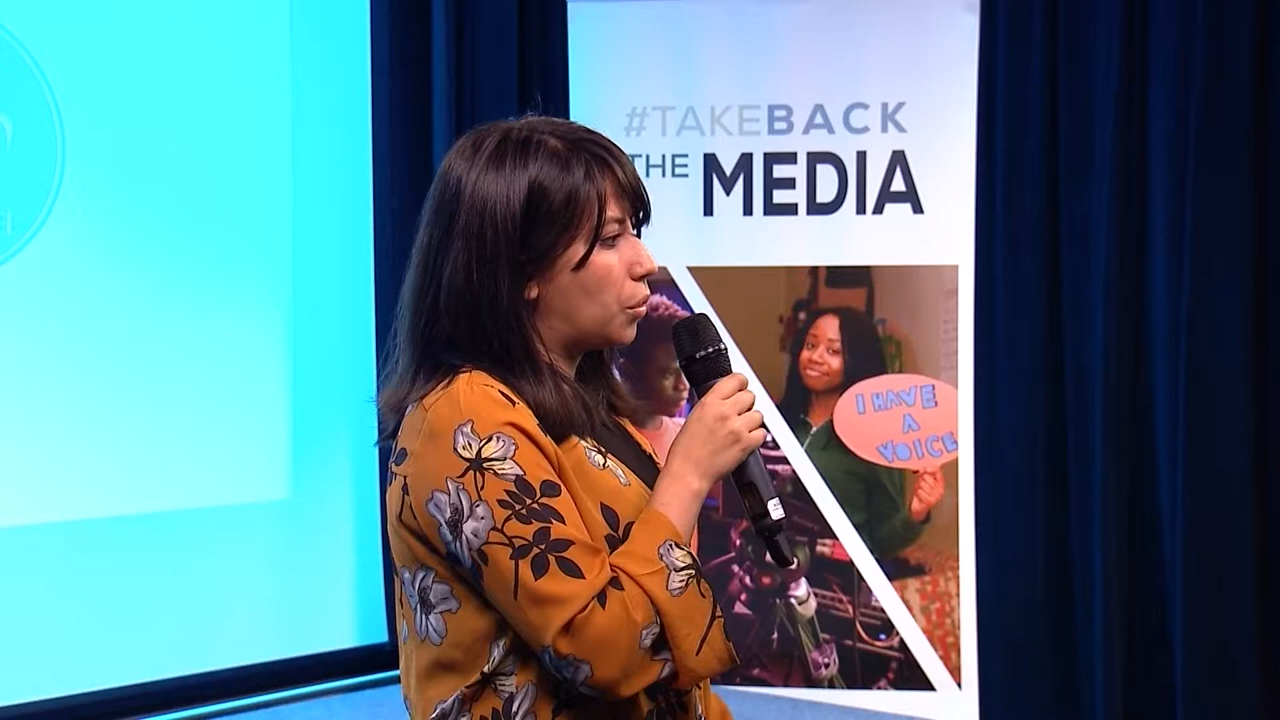 #TAKEBACK
THE MEDIA
I HAVE
A
VOICE